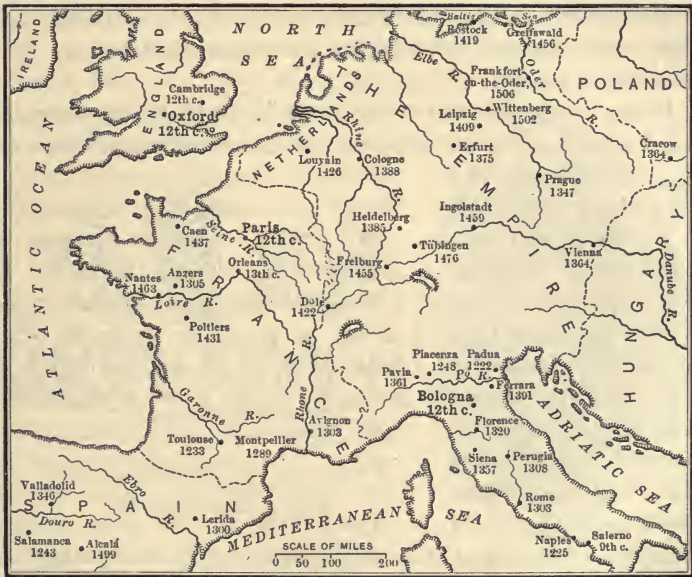 NORTH
SEA
Baltic Sea
Rostock
1419
Greifswald
1456
IRELAND
ENGLAND
Cambridge
12th c.
Oxford
12th c.
ATLANTIC OCEAN
THE EMPIRE
NETHERLANDS
Elbe R.
Oder R.
Frankfort
-on-the-Oder,
1506
Wittenberg
1502
Leipzig
1409
Erfurt
1375
POLAND
Cracow
1364
Prague
1347
Rhine R.
Louvain
1426
Cologne
1388
Heidelberg
1385
Ingolstadt
1459
Tübingen
1476
Freiburg
1455
Vienna
1364
Danube R.
HUNGARY
FRANCE
Caen
1437
Seine R.
Paris
12th c.
Orleans
13th c.
Nantes
1463
Angers
1305
Loire R.
Poitiers
1431
Dole
1422
Garonne R.
Rhone R.
Toulouse
1233
Montpellier
1289
Avignon
1303
Pavia
1361
Piacenza
1248
Padua
1222
Po R.
Ferrara
1391
Bologna
12th c.
Florence
1320
Siena
1357
Perugia
1308
Rome
1303
Naples
1225
Salerno
9th c.
ADRIATIC SEA
MEDITERRANEAN SEA
Valladolid
1346
SPAIN
Douro R.
Ebro R.
Salamanca
1243
Alcalá
1499
Lerida
1300
SCALE OF MILES
0 50 100 200